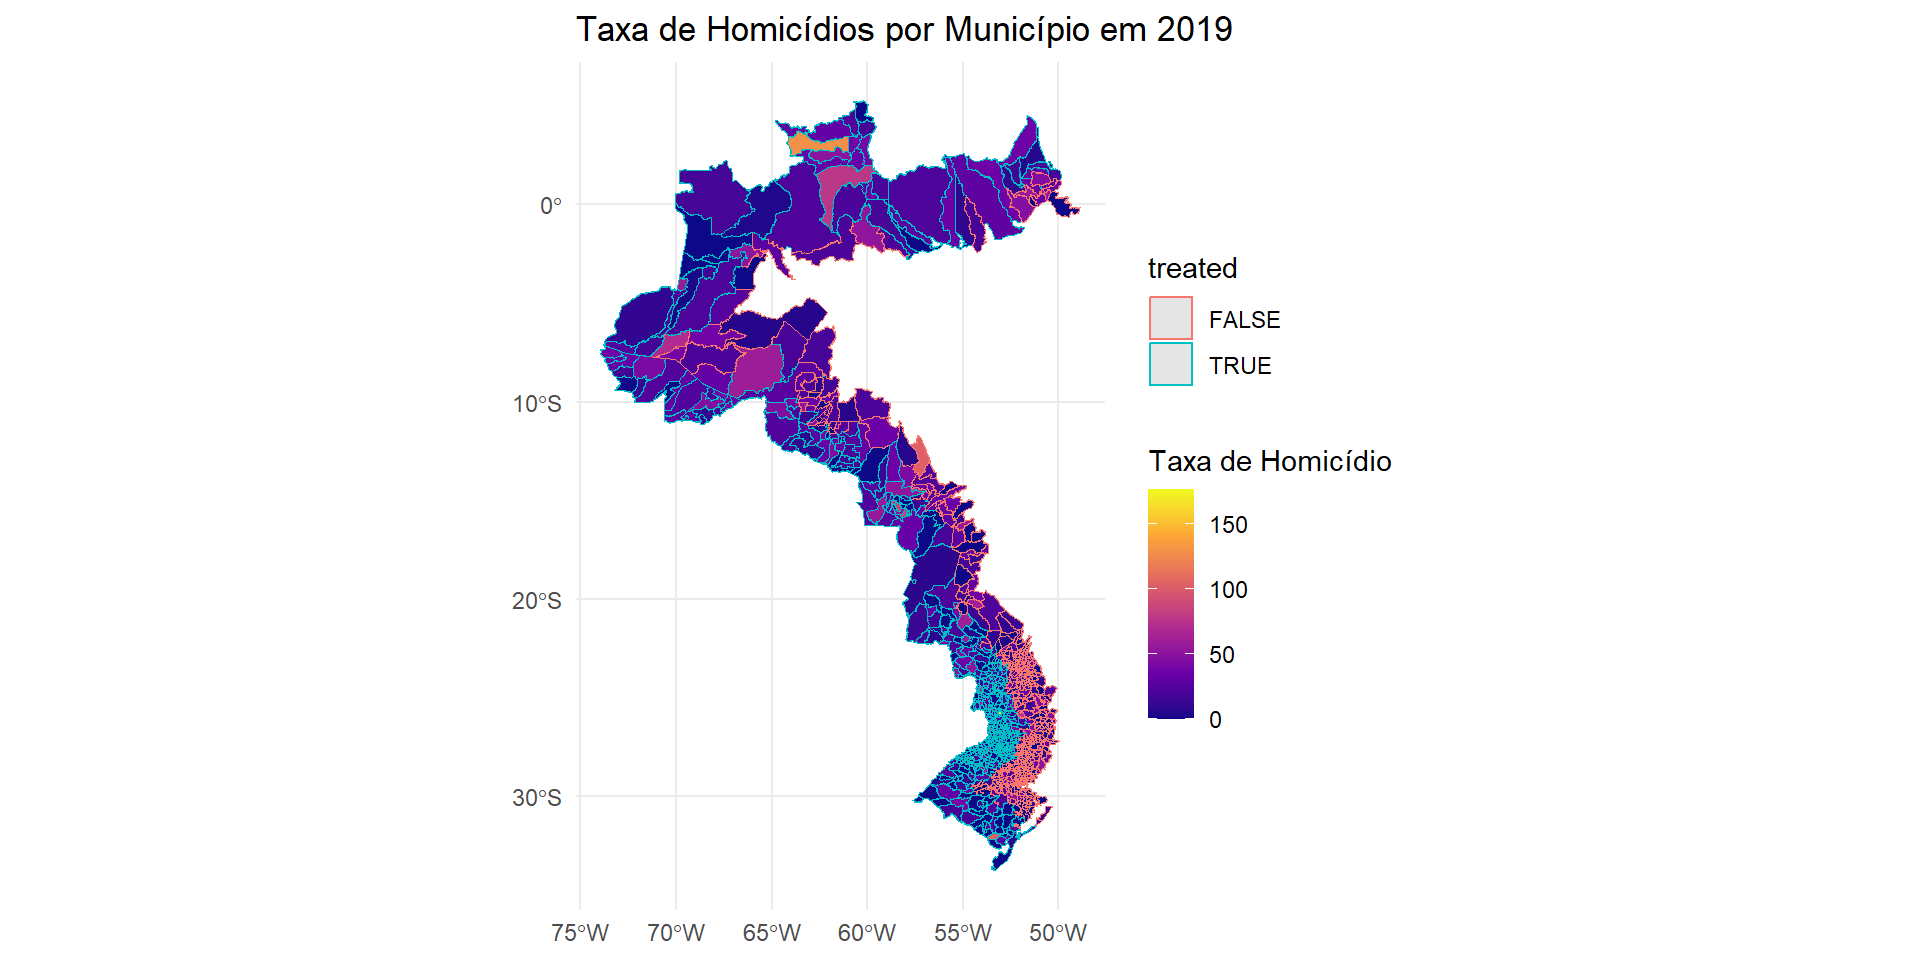 Taxa de Homicídios por Município em 2019
0°
10°S
20°S
30°S
75°W 70°W 65°W 60°W 55°W 50°W
treated
FALSE
TRUE
Taxa de Homicídio
150
100
50
0